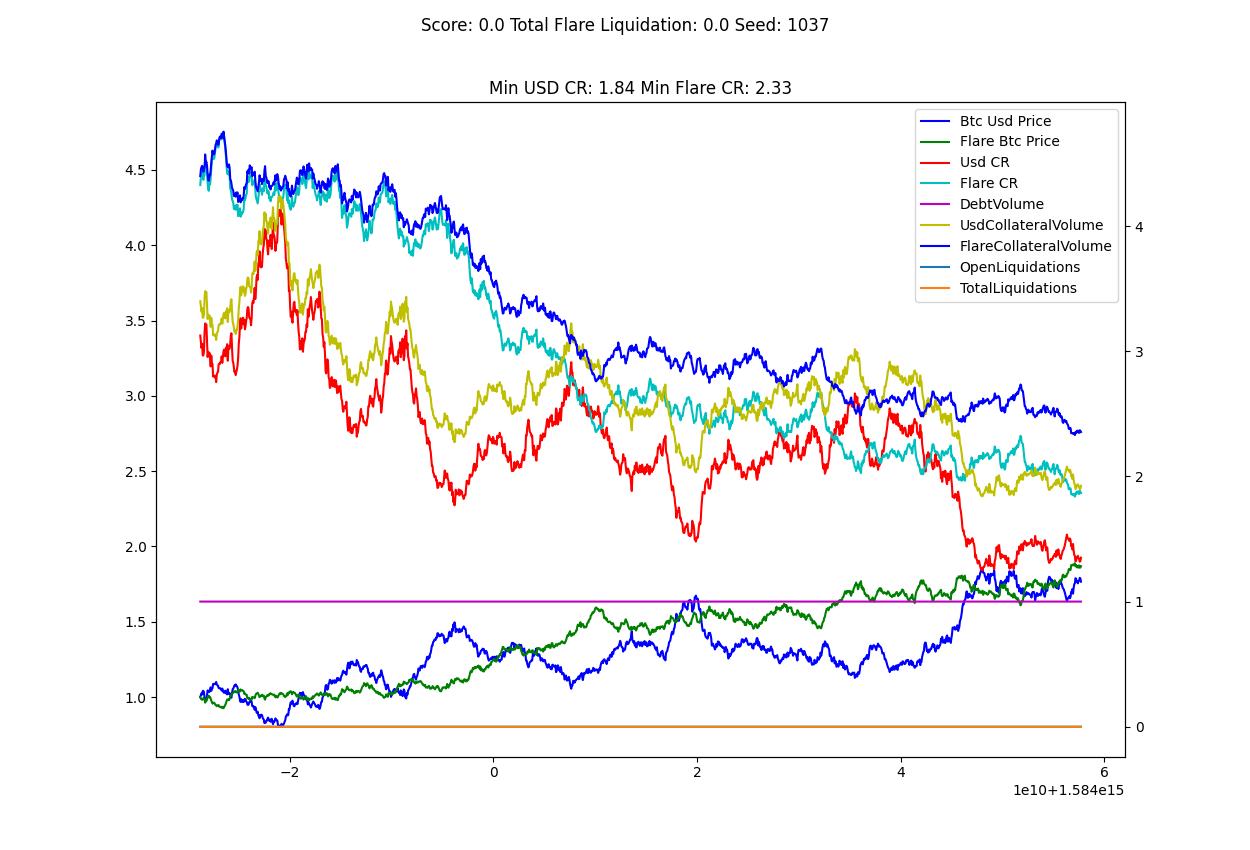 Score: 0.0 Total Flare Liquidation: 0.0 Seed: 1037
Min USD CR: 1.84 Min Flare CR: 2.33
Btc Usd Price
Flare Btc Price
Usd CR
Flare CR
DebtVolume
UsdCollateralVolume
FlareCollateralVolume
OpenLiquidations
TotalLiquidations
4.5
4.0
3.5
3.0
2.5
2.0
1.5
1.0
4
3
2
1
0
−2 0 2 4 6
1e10+1.584e15